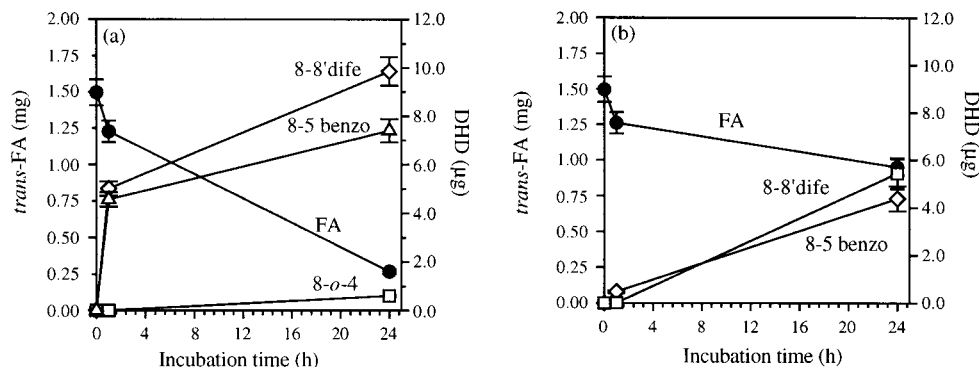 (a)
trans-FA (mg)
2.00
1.75
1.50
1.25
1.00
0.75
0.50
0.25
0.00
12.0
10.0
8.0
6.0
4.0
2.0
0.0
DHD (µg)
8-8'dife
8-5 benzo
FA
8-o-4
0 4 8 12 16 20 24
Incubation time (h)
(b)
trans-FA (mg)
2.00
1.75
1.50
1.25
1.00
0.75
0.50
0.25
0.00
12.0
10.0
8.0
6.0
4.0
2.0
0.0
DHD (µg)
FA
8-8'dife
8-5 benzo
0 4 8 12 16 20 24
Incubation time (h)